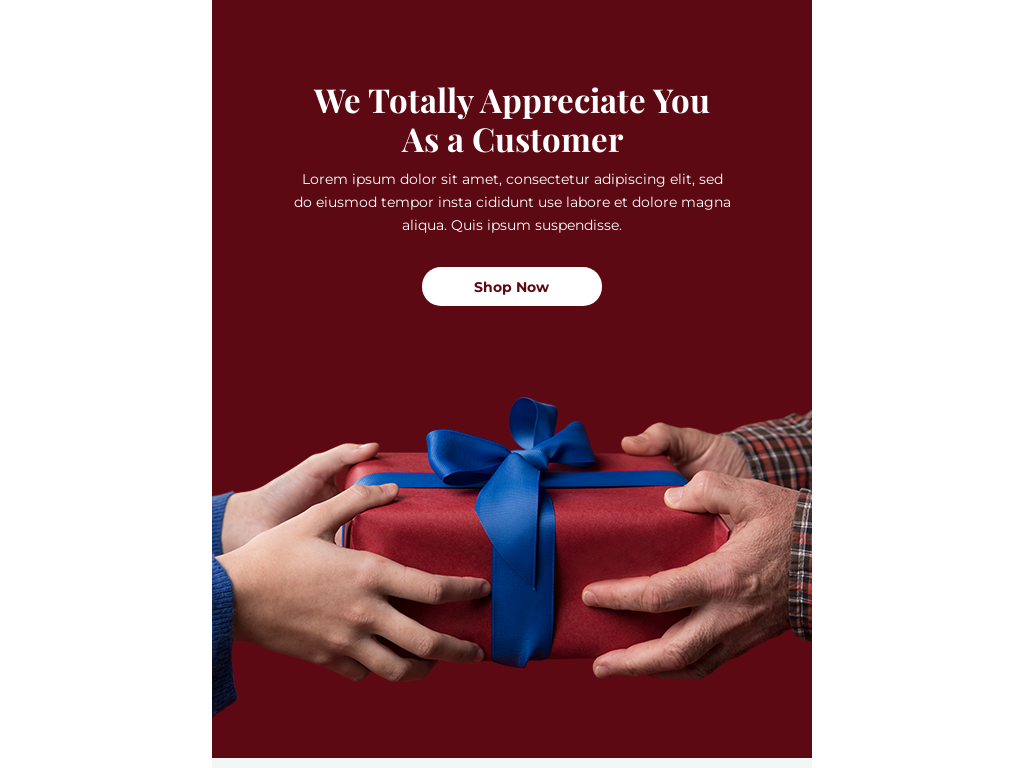 We Totally Appreciate You
As a Customer
Lorem ipsum dolor sit amet, consectetur adipiscing elit, sed
do eiusmod tempor insta cididunt use labore et dolore magna
aliqua. Quis ipsum suspendisse.
Shop Now